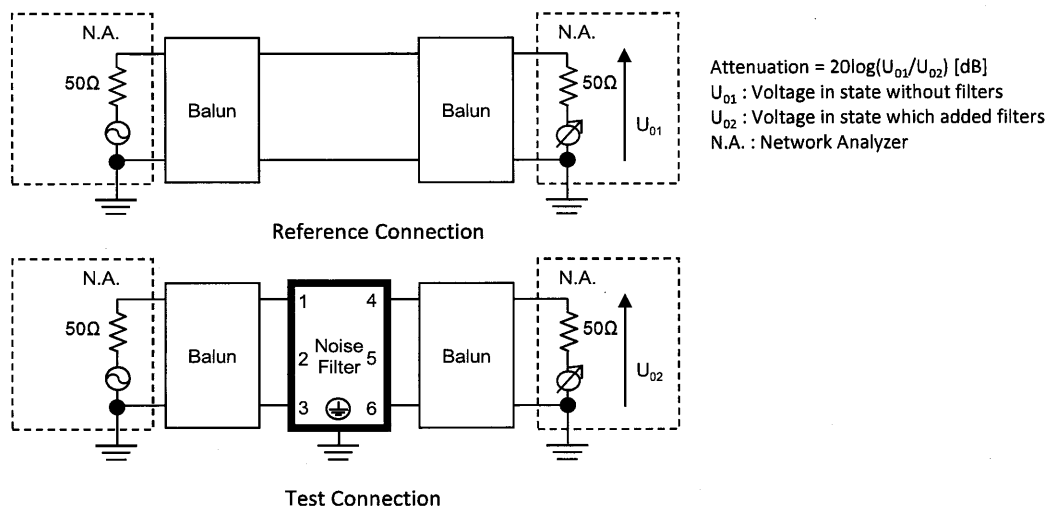 N.A.
50Ω
Balun
Balun
N.A.
50Ω
U01
Attenuation = 20log(U01/U02) [dB]
U01 : Voltage in state without filters
U02 : Voltage in state which added filters
N.A. : Network Analyzer
Reference Connection
N.A.
50Ω
Balun
1 4
2 Noise Filter 5
3 6
Balun
N.A.
50Ω
U02
Test Connection